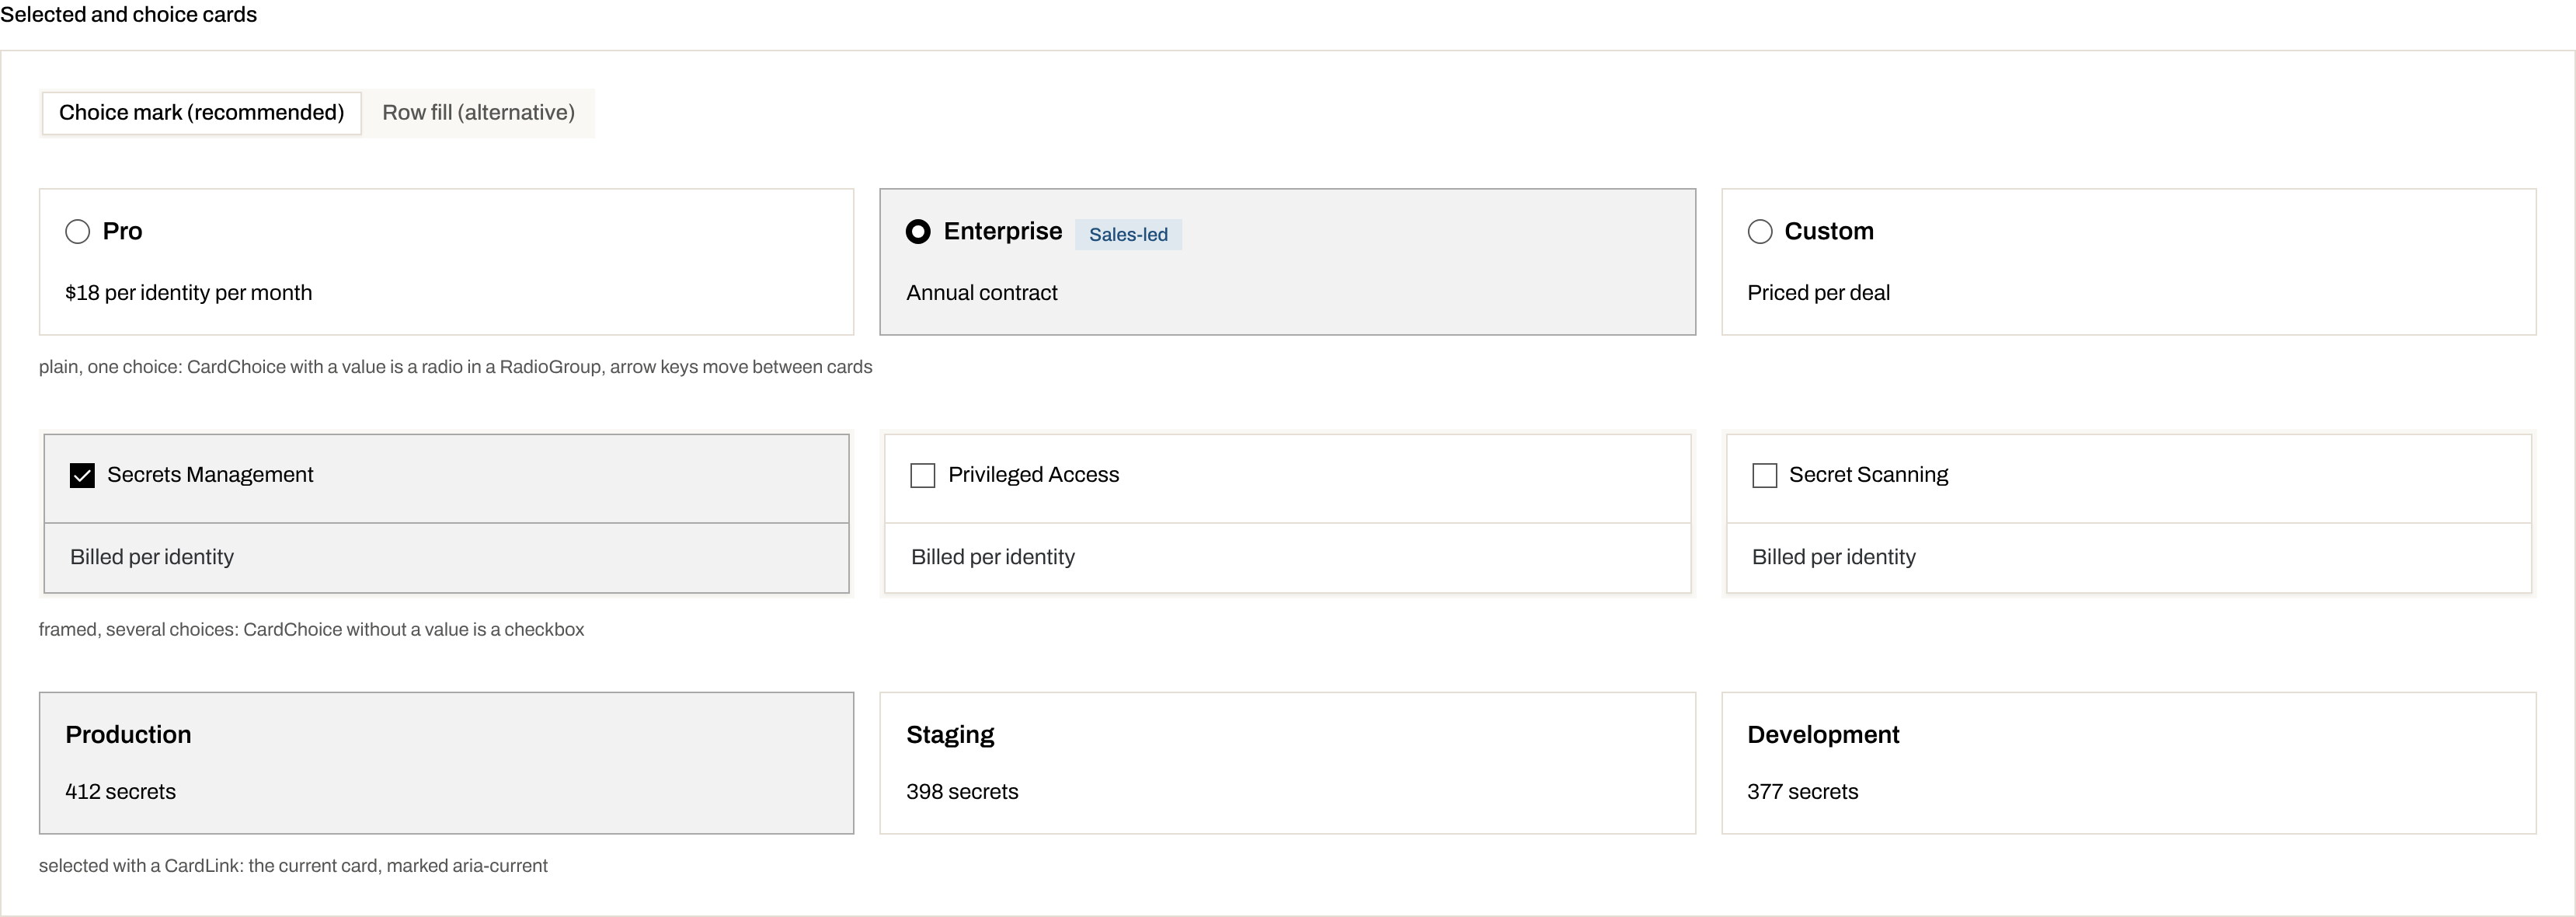 Selected and choice cards
Choice mark (recommended)
Row fill (alternative)
Pro
$18 per identity per month
Enterprise
Sales-led
Annual contract
Custom
Priced per deal
plain, one choice: CardChoice with a value is a radio in a RadioGroup, arrow keys move between cards
Secrets Management
Billed per identity
Privileged Access
Billed per identity
Secret Scanning
Billed per identity
framed, several choices: CardChoice without a value is a checkbox
Production
412 secrets
Staging
398 secrets
Development
377 secrets
selected with a CardLink: the current card, marked aria-current